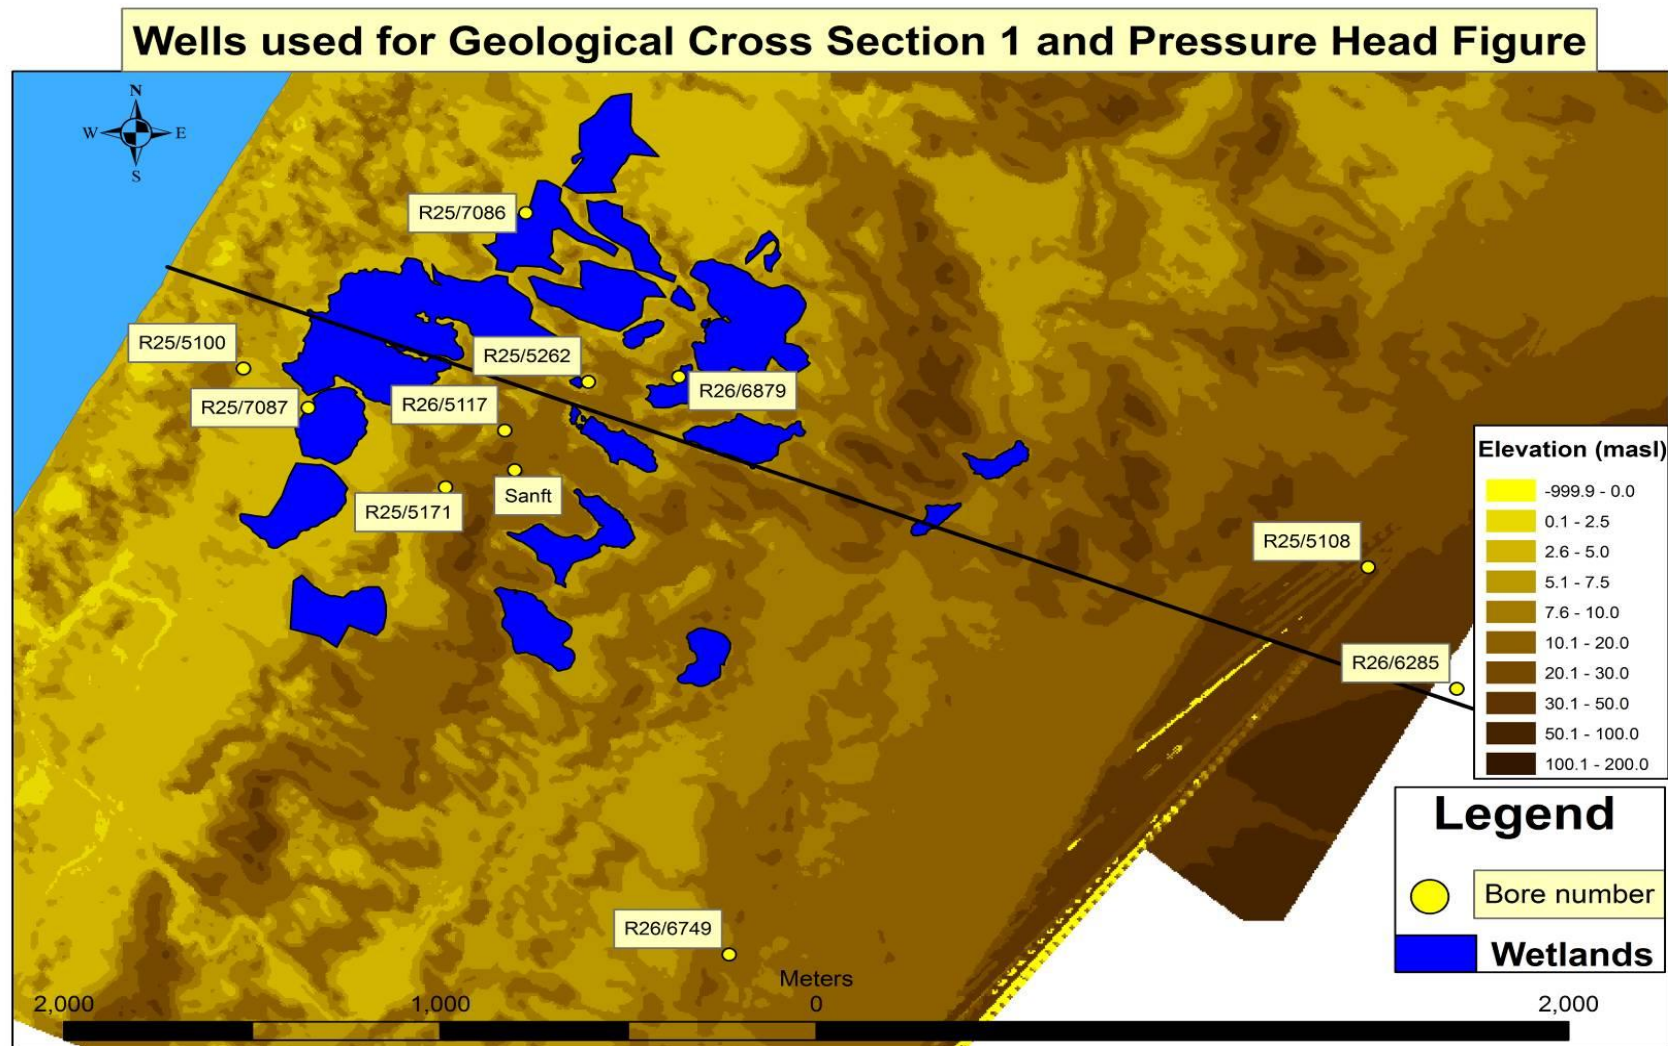 Wells used for Geological Cross Section 1 and Pressure Head Figure
N
W E
S
R25/7086
R25/5100
R25/5262
R25/7087
R26/5117
R26/6879
Sanft
R25/5171
R25/5108
R26/6285
R26/6749
Elevation (masl)
-999.9 - 0.0
0.1 - 2.5
2.6 - 5.0
5.1 - 7.5
7.6 - 10.0
10.1 - 20.0
20.1 - 30.0
30.1 - 50.0
50.1 - 100.0
100.1 - 200.0
Legend
Bore number
Wetlands
Meters
2,000 1,000 0 2,000